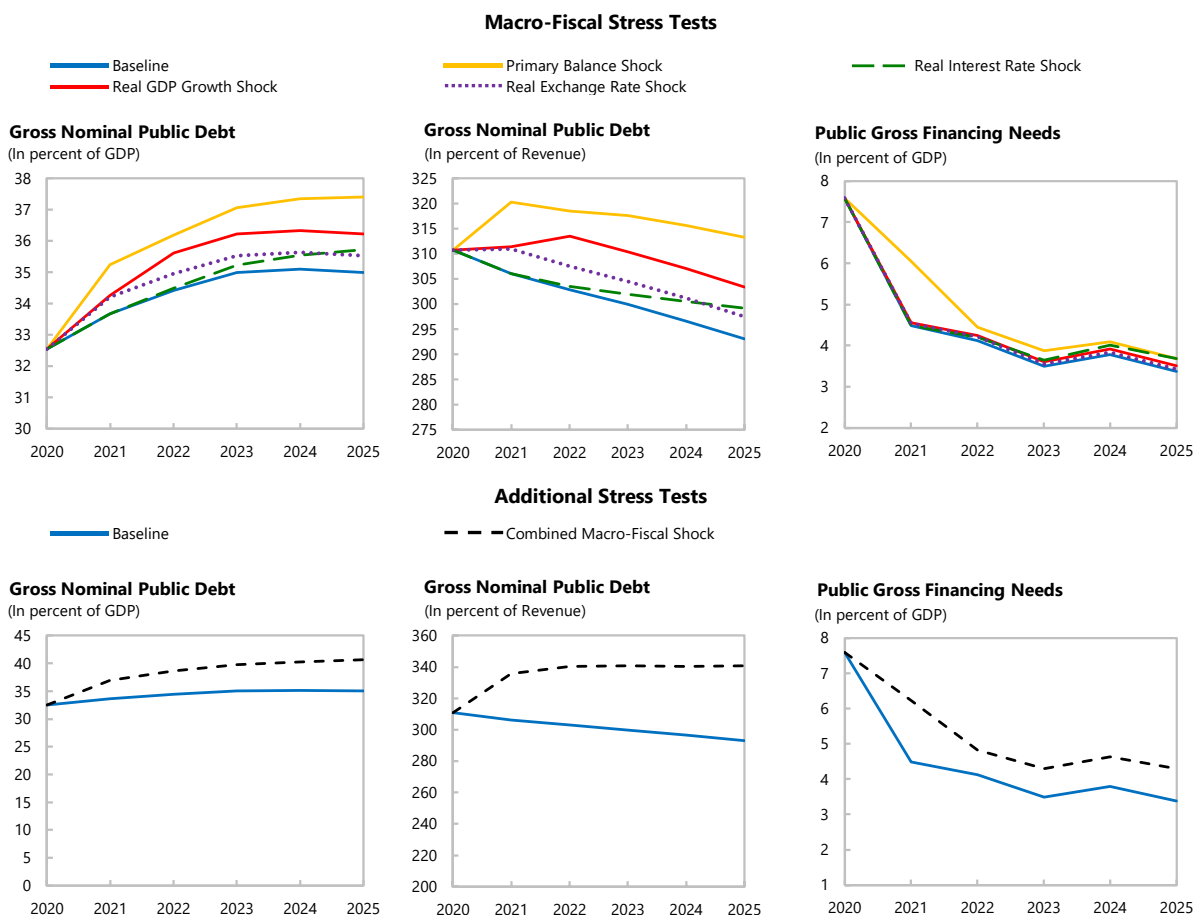 Macro-Fiscal Stress Tests
Baseline
Primary Balance Shock
Real Interest Rate Shock
Real GDP Growth Shock
Real Exchange Rate Shock
Gross Nominal Public Debt
(In percent of GDP)
38
37
36
35
34
33
32
31
30
2020 2021 2022 2023 2024 2025
Gross Nominal Public Debt
(In percent of Revenue)
325
320
315
310
305
300
295
290
285
280
275
2020 2021 2022 2023 2024 2025
Public Gross Financing Needs
(In percent of GDP)
8
7
6
5
4
3
2
2020 2021 2022 2023 2024 2025
Additional Stress Tests
Baseline
Combined Macro-Fiscal Shock
Gross Nominal Public Debt
(In percent of GDP)
45
40
35
30
25
20
15
10
5
0
2020 2021 2022 2023 2024 2025
Gross Nominal Public Debt
(In percent of Revenue)
360
340
320
300
280
260
240
220
200
2020 2021 2022 2023 2024 2025
Public Gross Financing Needs
(In percent of GDP)
8
7
6
5
4
3
2
1
2020 2021 2022 2023 2024 2025